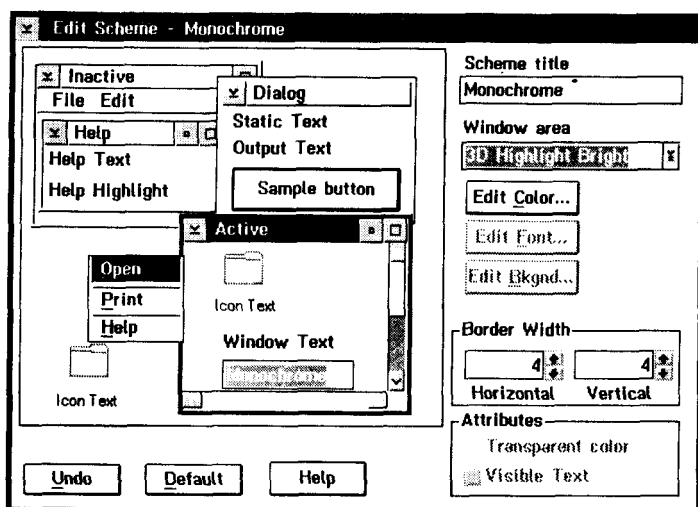 Edit Scheme - Monochrome
Inactive
File Edit
Help
Help Text
Help Highlight
Dialog
Static Text
Output Text
Sample button
Active
Icon Text
Window Text
Monochrome
Open
Print
Help
Icon Text
Undo
Default
Help
Scheme title
Monochrome
Window area
3D Highlight Bright
Edit Color...
Edit Font...
Edit Bkgnd...
Border Width
4 4
Horizontal Vertical
Attributes
Transparent color
Visible Text